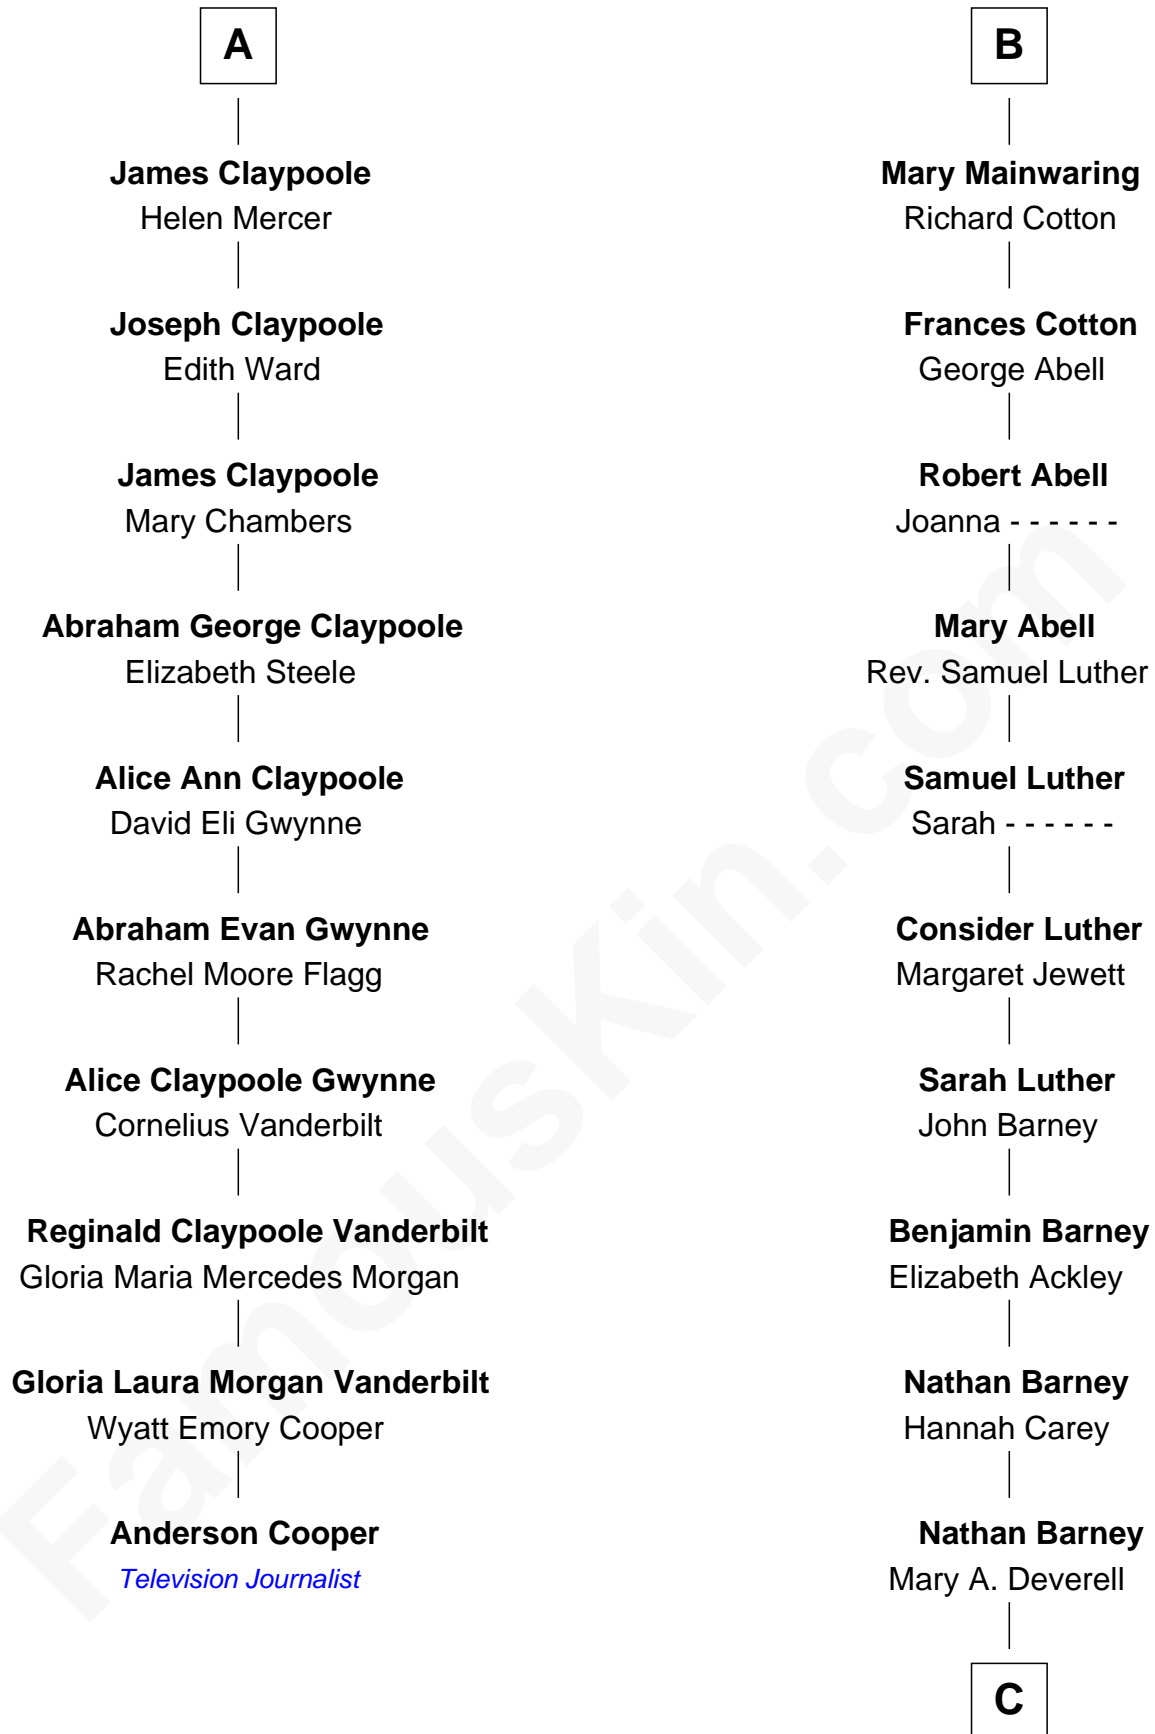 A
James Claypoole
Helen Mercer
Joseph Claypoole
Edith Ward
James Claypoole
Mary Chambers
Abraham George Claypoole
Elizabeth Steele
Alice Ann Claypoole
David Eli Gwynne
Abraham Evan Gwynne
Rachel Moore Flagg
Alice Claypoole Gwynne
Cornelius Vanderbilt
Reginald Claypoole Vanderbilt
Gloria Maria Mercedes Morgan
Gloria Laura Morgan Vanderbilt
Wyatt Emory Cooper
Anderson Cooper
Television Journalist
B
Mary Mainwaring
Richard Cotton
Frances Cotton
George Abell
Robert Abell
Joanna - - - - - -
Mary Abell
Rev. Samuel Luther
Samuel Luther
Sarah - - - - - -
Consider Luther
Margaret Jewett
Sarah Luther
John Barney
Benjamin Barney
Elizabeth Ackley
Nathan Barney
Hannah Carey
Nathan Barney
Mary A. Deverell
C
FamousKin.com